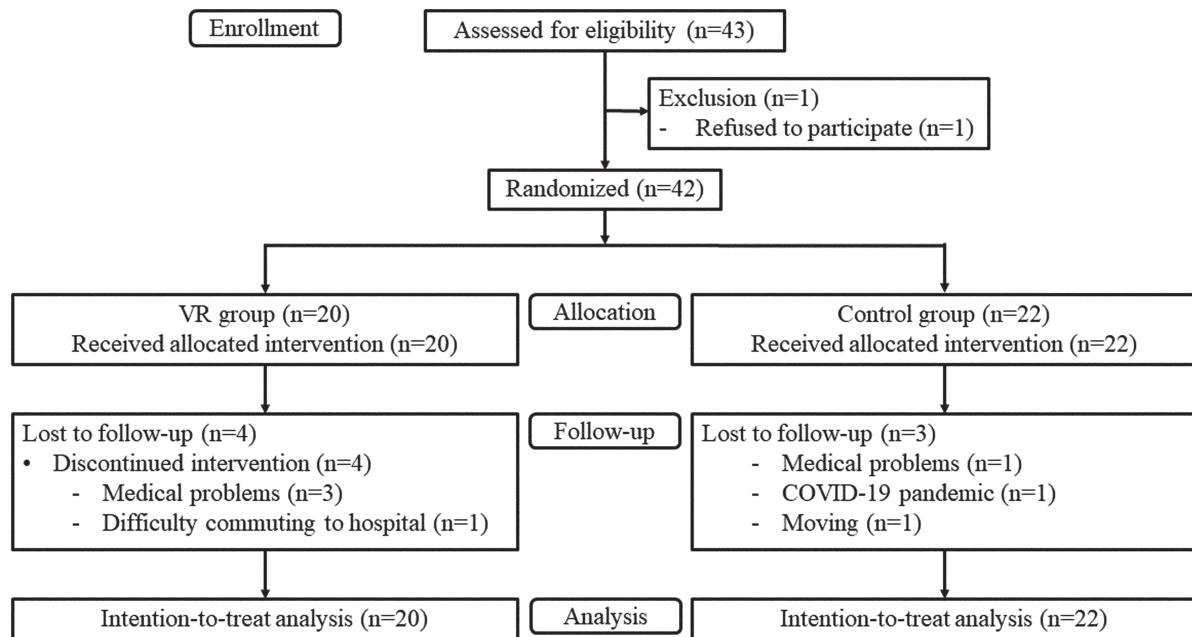 Enrollment
Assessed for eligibility (n=43)
Exclusion (n=1)
- Refused to participate (n=1)
Randomized (n=42)
VR group (n=20)
Received allocated intervention (n=20)
Allocation
Control group (n=22)
Received allocated intervention (n=22)
Lost to follow-up (n=4)
• Discontinued intervention (n=4)
- Medical problems (n=3)
- Difficulty commuting to hospital (n=1)
Follow-up
Lost to follow-up (n=3)
- Medical problems (n=1)
- COVID-19 pandemic (n=1)
- Moving (n=1)
Intention-to-treat analysis (n=20)
Analysis
Intention-to-treat analysis (n=22)